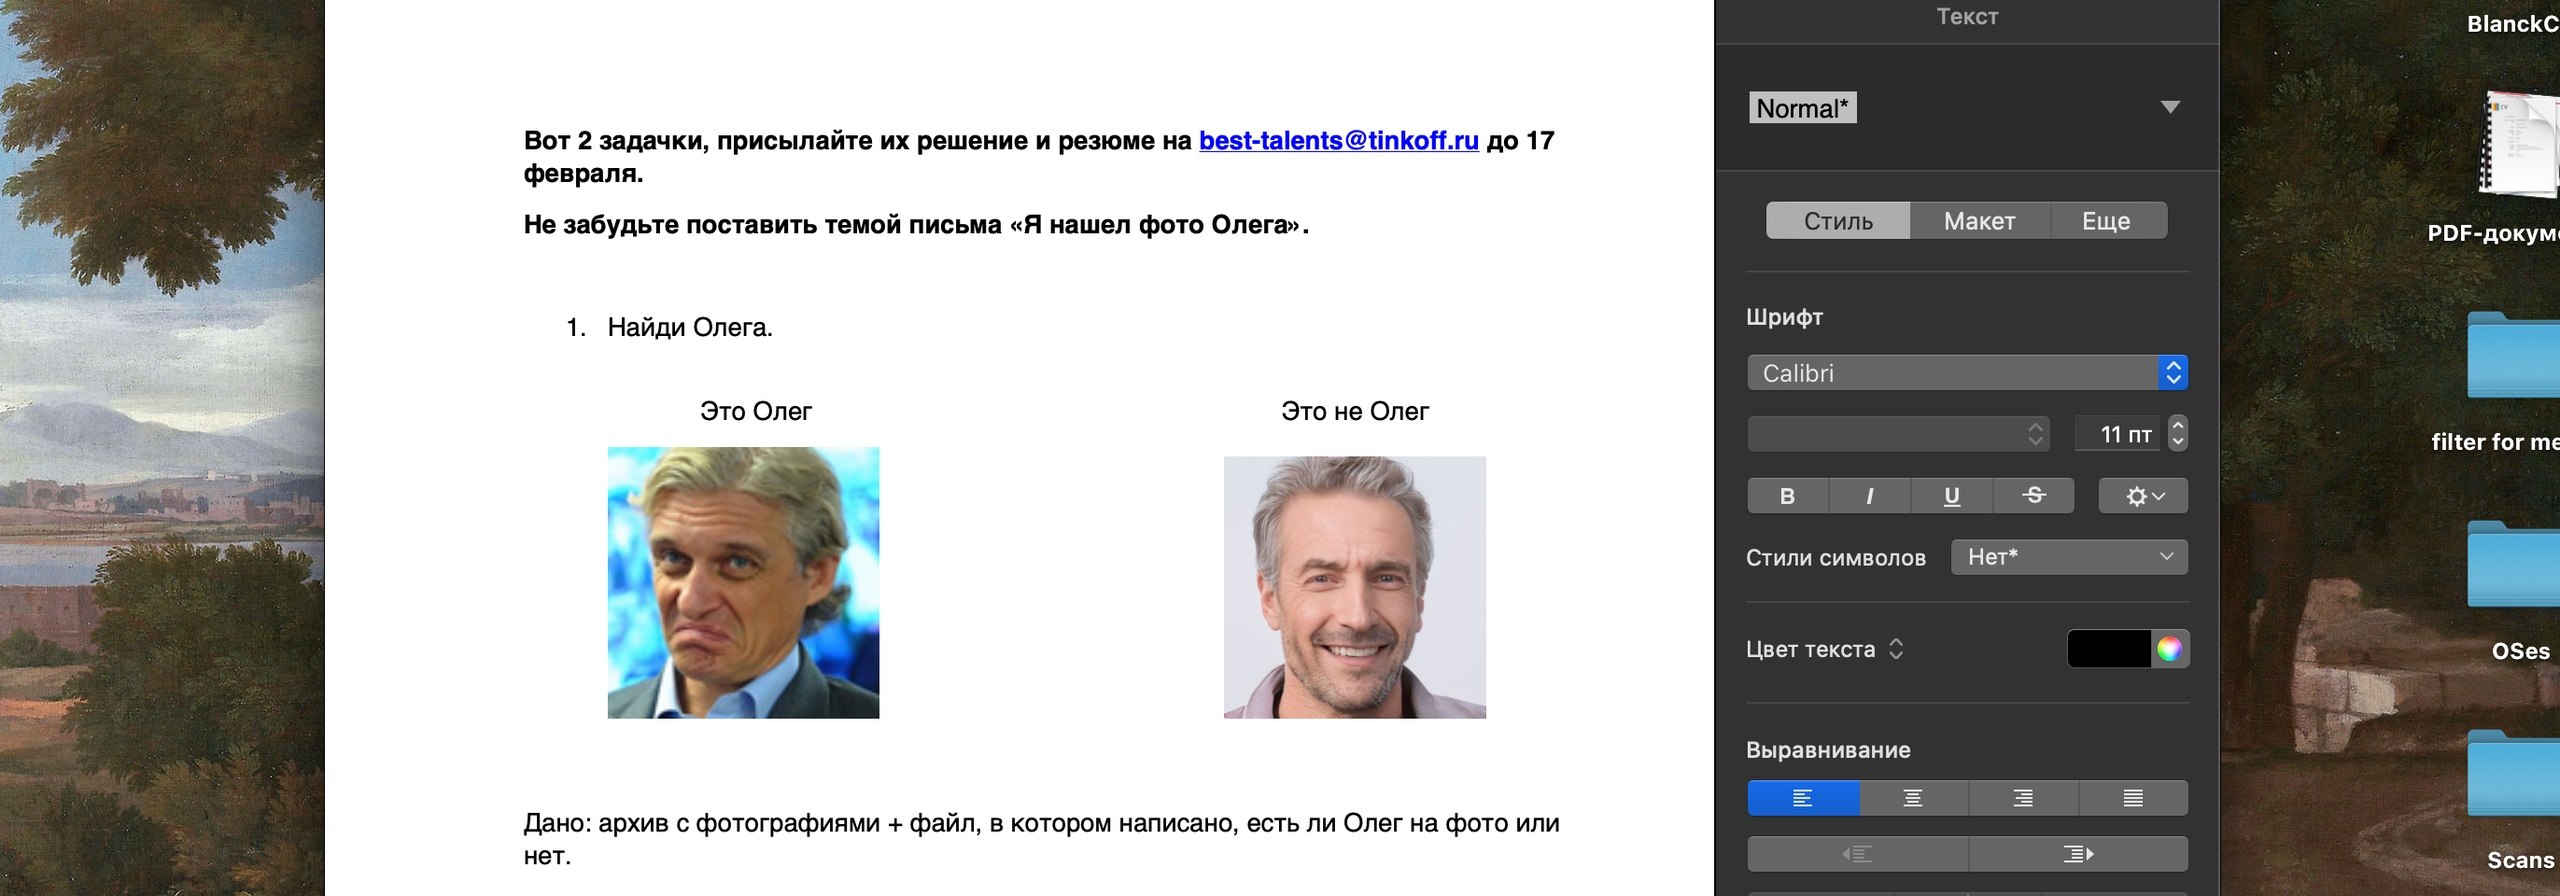 Вот 2 задачки, присылайте их решение и резюме на best-talents@tinkoff.ru до 17
февраля.
Не забудьте поставить темой письма «Я нашел фото Олега».
1. Найди Олега.
Это Олег
Это не Олег
Дано: архив с фотографиями + файл, в котором написано, есть ли Олег на фото или
нет.
Текст
Normal*
Стиль Макет Еще
Шрифт
Calibri
11 пт
B I U S
Стили символов Нет*
Цвет текста
Выравнивание
BlanckC
PDF-докум
filter for me
OSes
Scans